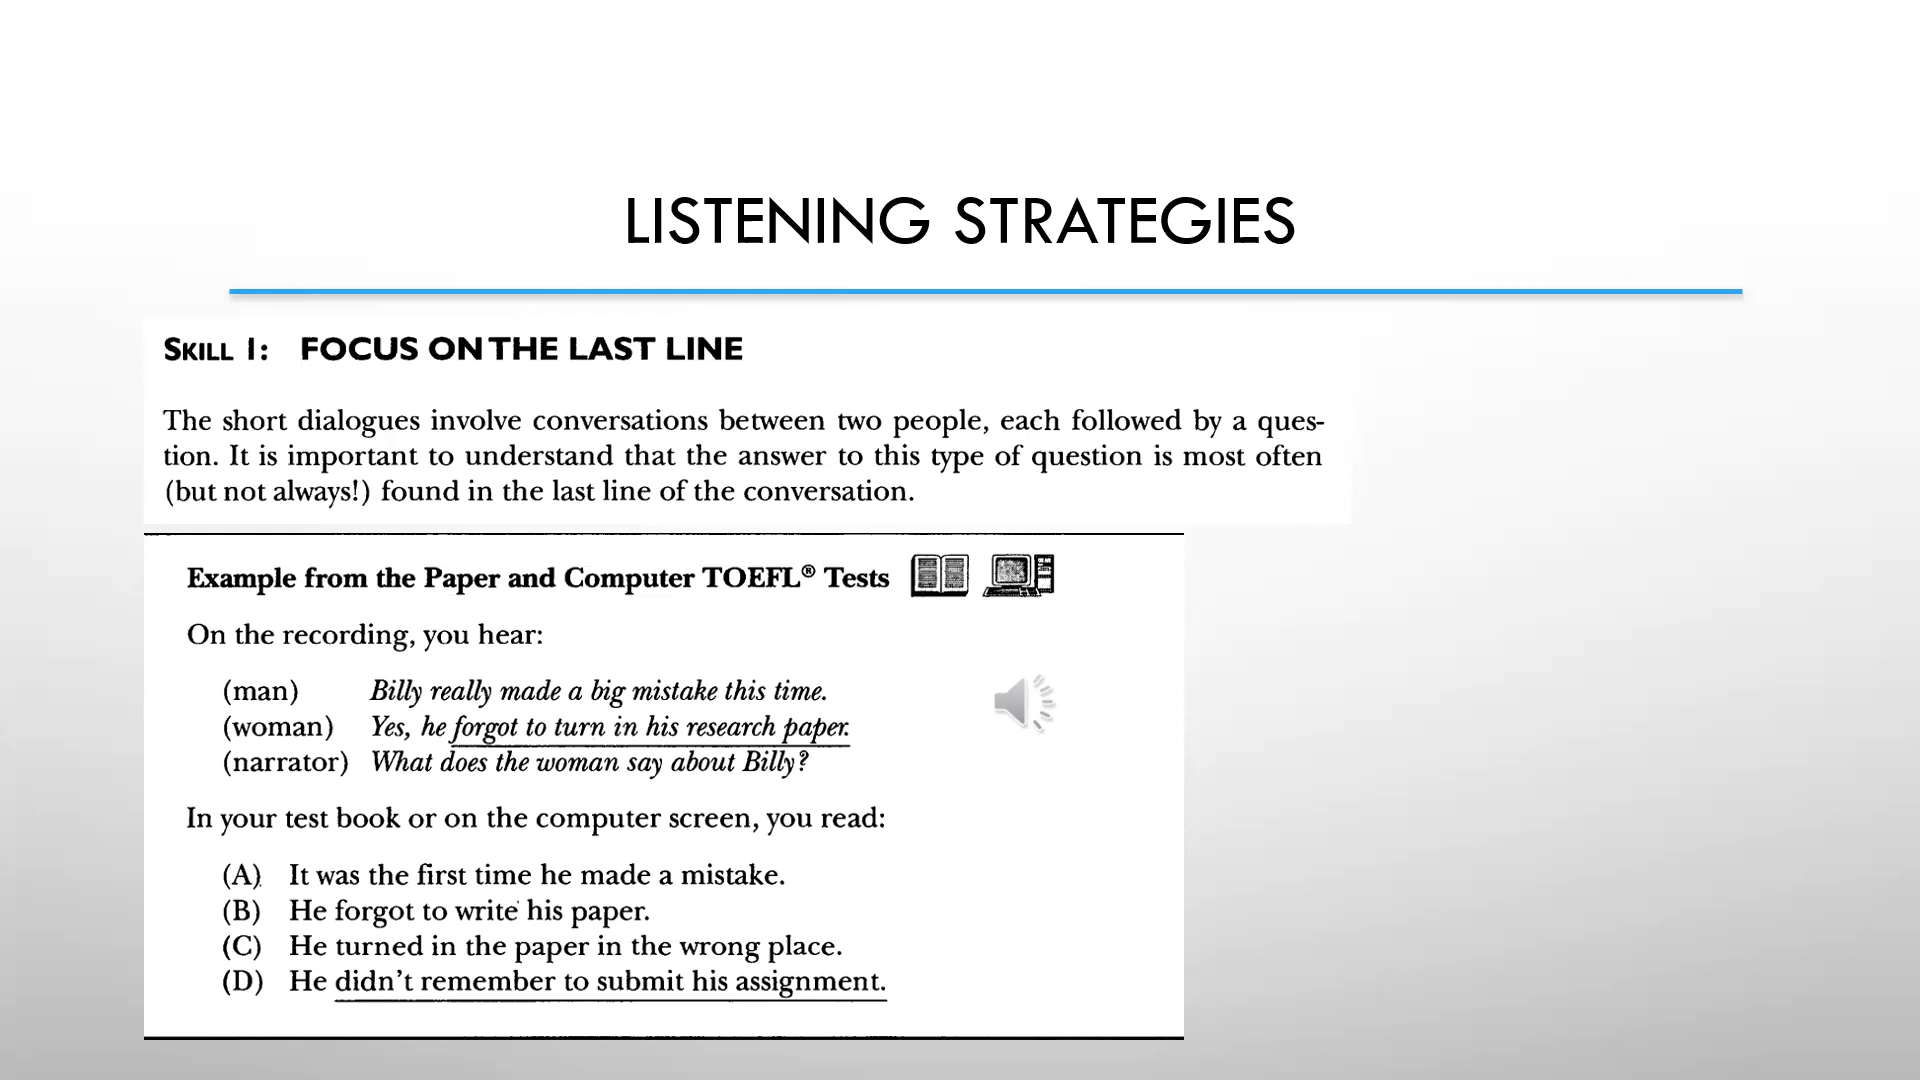 LISTENING STRATEGIES
SKILL 1: FOCUS ON THE LAST LINE
The short dialogues involve conversations between two people, each followed by a ques-
tion. It is important to understand that the answer to this type of question is most often
(but not always!) found in the last line of the conversation.
Example from the Paper and Computer TOEFL® Tests
On the recording, you hear:
(man) Billy really made a big mistake this time.
(woman) Yes, he forgot to turn in his research paper.
(narrator) What does the woman say about Billy?
In your test book or on the computer screen, you read:
(A) It was the first time he made a mistake.
(B) He forgot to write his paper.
(C) He turned in the paper in the wrong place.
(D) He didn't remember to submit his assignment.